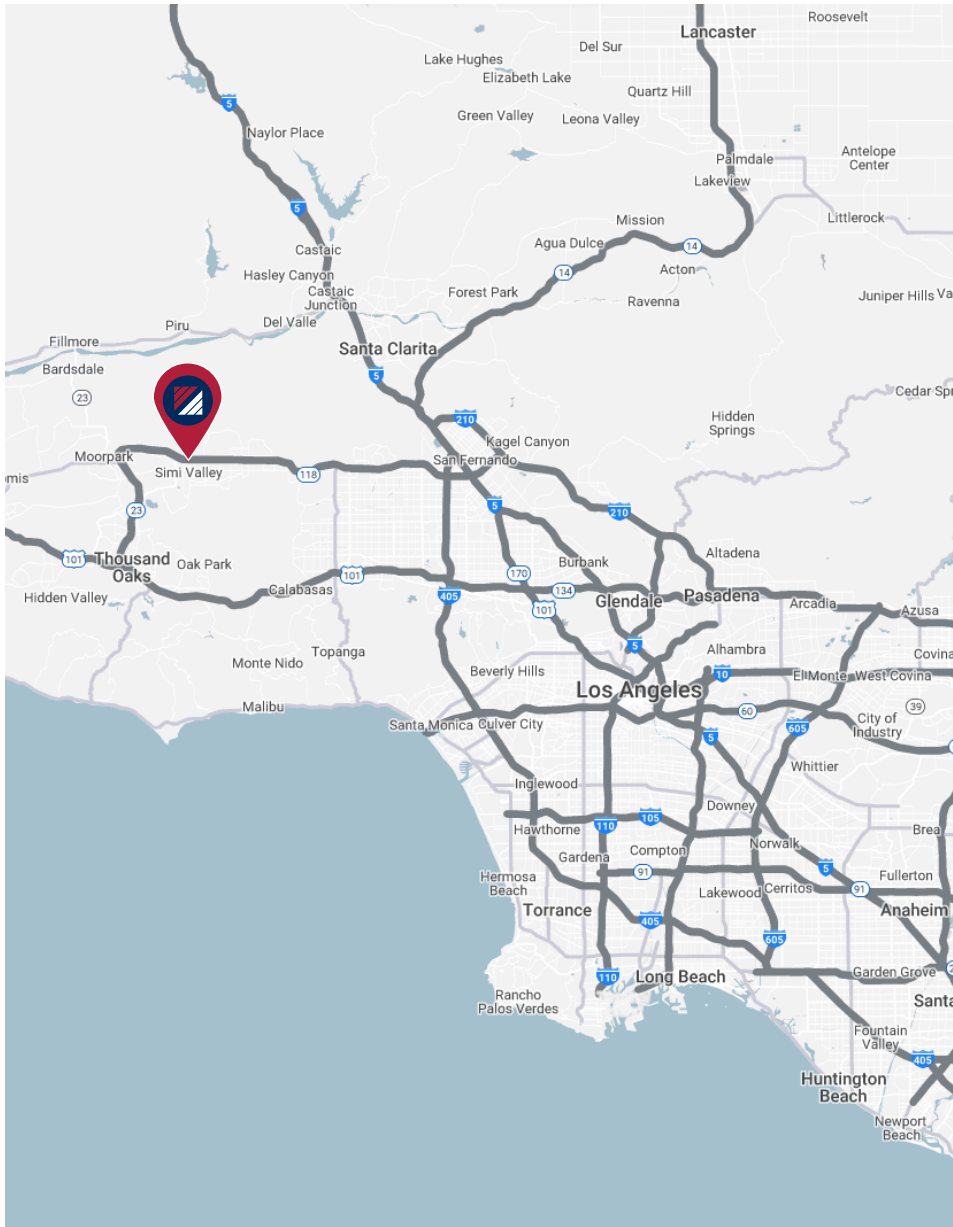 Roosevelt
Lancaster
Del Sur
Lake Hughes
Elizabeth Lake
Quartz Hill
5
Green Valley
Leona Valley
Naylor Place
Antelope
Center
Palmdale
Lakeview
5
Littlerock
Mission
Castaic
Agua Dulce
14
14
Acton
Hasley Canyon
Castaic
Junction
Forest Park
Ravenna
Juniper Hills
Va
Piru
Del Valle
Fillmore
Santa Clarita
Bardsdale
5
23
Cedar Spr
210
Hidden
Springs
Kagel Canyon
Moorpark
San Fernando
Simi Valley
118
omis
5
23
210
Thousand
Oaks
101
Oak Park
Burbank
Altadena
101
170
134
Hidden Valley
Calabasas
405
101
Glendale
Pasadena
Arcadia
Azusa
5
Topanga
Alhambra
Covina
Monte Nido
Beverly Hills
10
El Monte
West Covina
Los Angeles
Malibu
60
39
Santa Monica
Culver City
605
City of
Industry
5
Whittier
Inglewood
Downey
Hawthorne
110
105
Brea
Gardena
Compton
Norwalk
91
5
Hermosa
Beach
Lakewood
Cerritos
91
Fullerton
Torrance
405
Anaheim
605
110
Long Beach
Garden Grove
Rancho
Palos Verdes
Santa
Fountain
Valley
405
Huntington
Beach
Newport
Beach